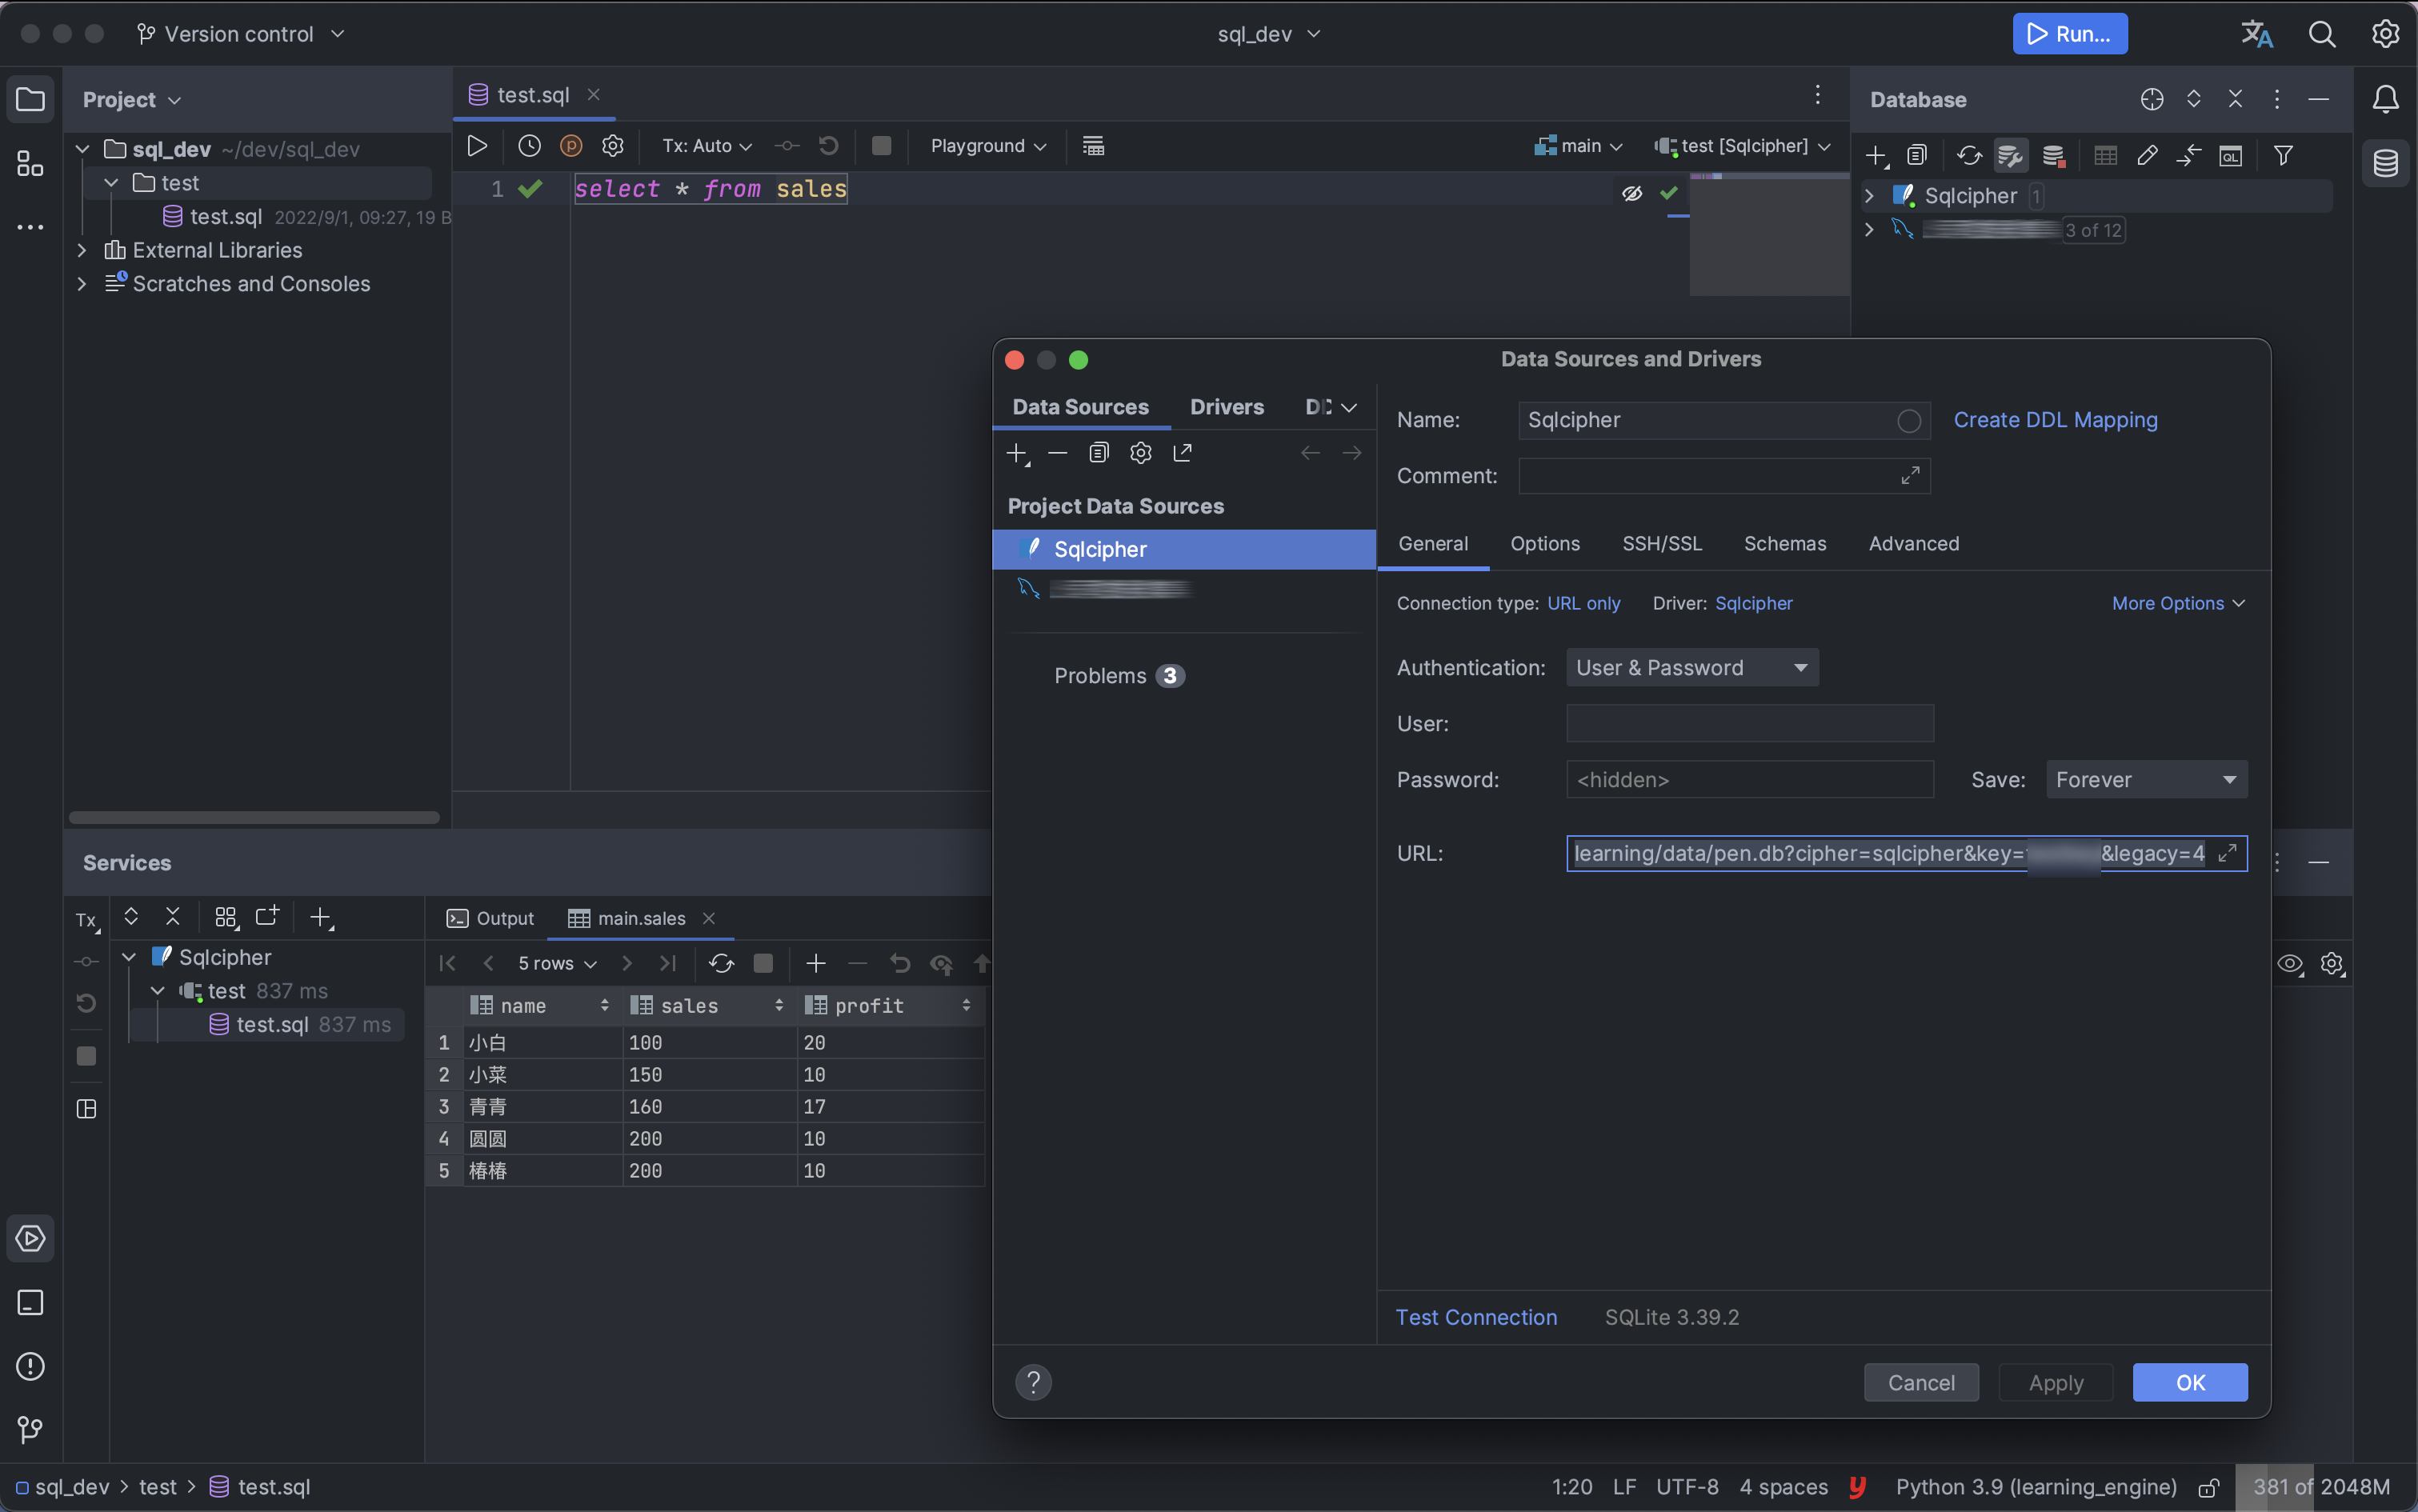 Version control
sql_dev
Run...
Project
test.sql
Database
Tx: Auto
Playground
main
test [Sqlcipher]
sql_dev ~/dev/sql_dev
test
test.sql 2022/9/1, 09:27, 19 B
External Libraries
Scratches and Consoles
1 select * from sales
Sqlcipher 1
3 of 12
Data Sources and Drivers
Data Sources
Drivers
Project Data Sources
Sqlcipher
Problems 3
Name: Sqlcipher
Create DDL Mapping
Comment:
General
Options
SSH/SSL
Schemas
Advanced
Connection type: URL only
Driver: Sqlcipher
More Options
Authentication: User & Password
User:
Password: <hidden>
Save: Forever
URL: learning/data/pen.db?cipher=sqlcipher&key= &legacy=4
Test Connection
SQLite 3.39.2
? Cancel Apply OK
Services
Tx
Output
main.sales
Sqlcipher
test 837 ms
test.sql 837 ms
5 rows
name sales profit
1 小白 100 20
2 小菜 150 10
3 青青 160 17
4 圆圆 200 10
5 椿椿 200 10
sql_dev > test > test.sql
1:20 LF UTF-8 4 spaces Python 3.9 (learning_engine) 381 of 2048M